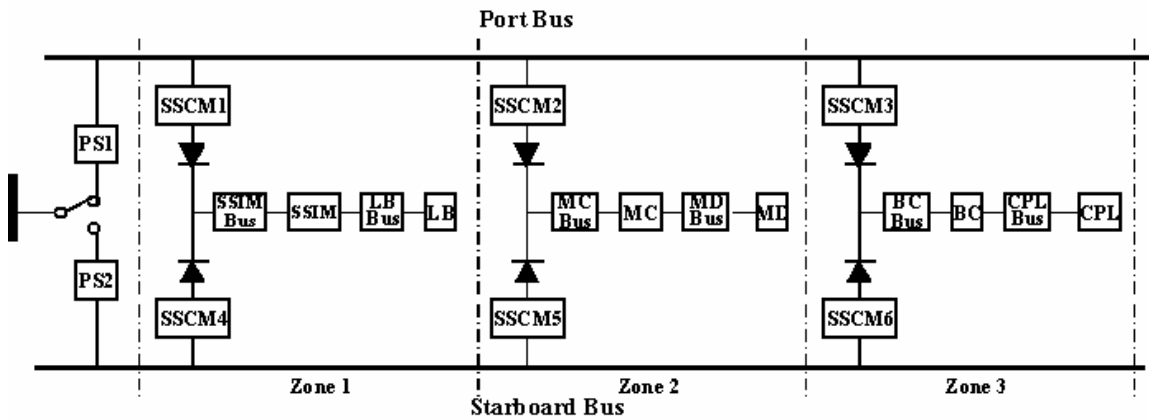 Port Bus
SSCM1
SSCM2
SSCM3
PS1
SSIM
Bus
SSIM
LB
Bus
LB
MC
Bus
MC
MD
Bus
MD
BC
Bus
BC
CPL
Bus
CPL
PS2
SSCM4
SSCM5
SSCM6
Zone 1
Zone 2
Zone 3
Starboard Bus